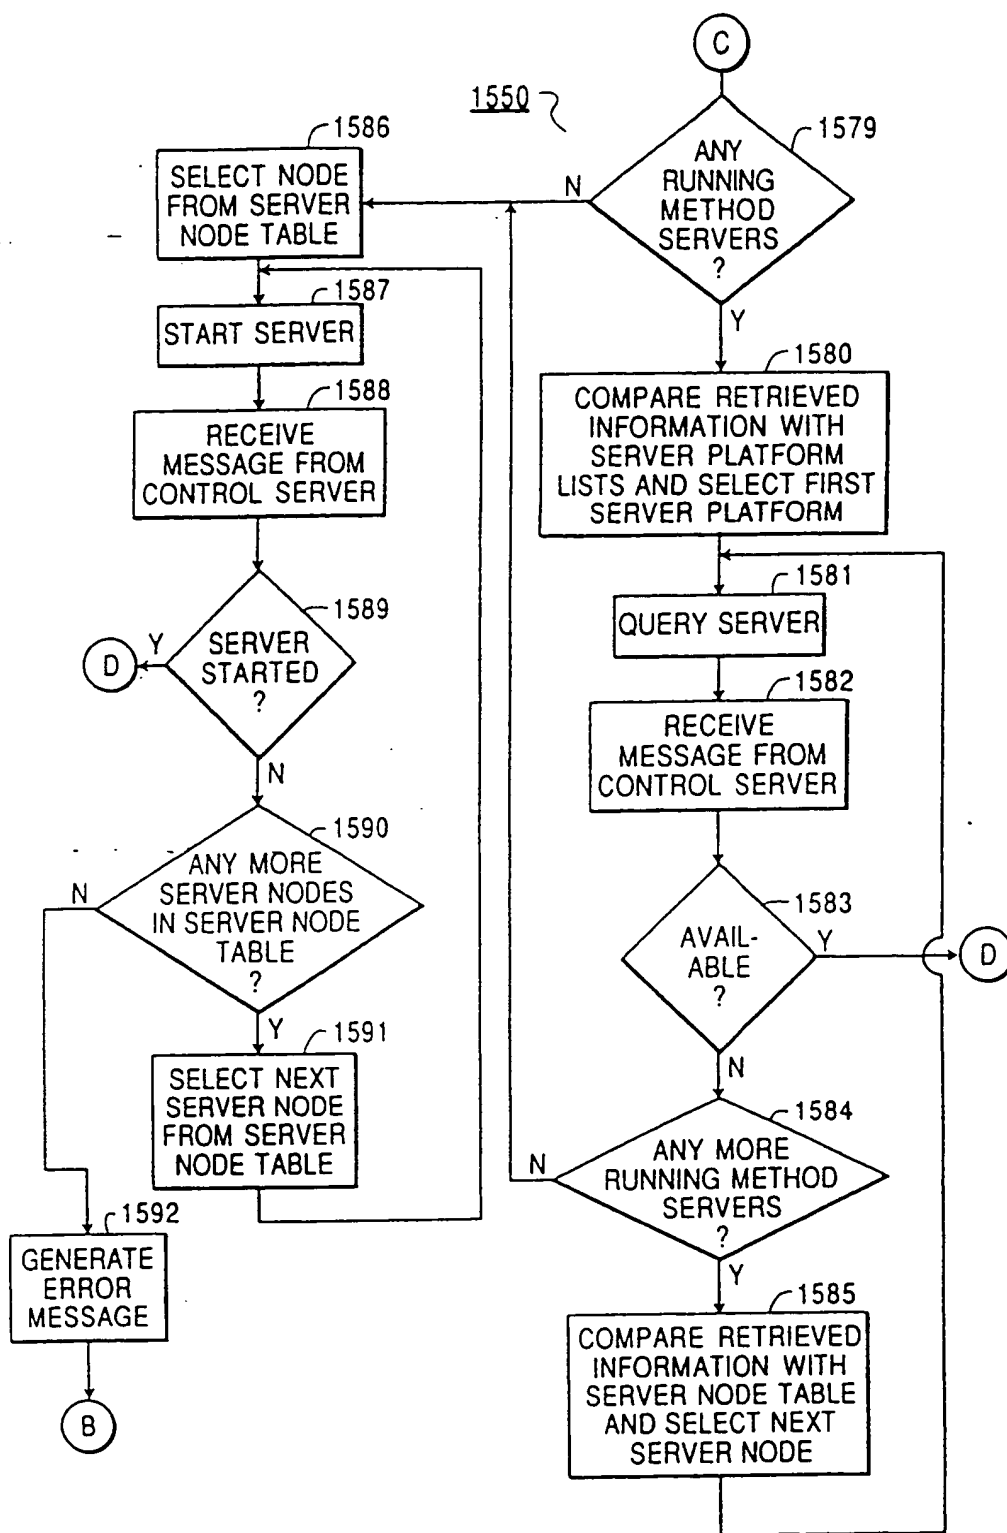 C
1550
1579
ANY
RUNNING
METHOD
SERVERS
?
N
Y
1580
COMPARE RETRIEVED
INFORMATION WITH
SERVER PLATFORM
LISTS AND SELECT FIRST
SERVER PLATFORM
1581
QUERY SERVER
1582
RECEIVE
MESSAGE FROM
CONTROL SERVER
1583
AVAIL-
ABLE
?
Y
D
N
1584
ANY MORE
RUNNING METHOD
SERVERS
?
N
Y
1585
COMPARE RETRIEVED
INFORMATION WITH
SERVER NODE TABLE
AND SELECT NEXT
SERVER NODE
1586
SELECT NODE
FROM SERVER
NODE TABLE
1587
START SERVER
1588
RECEIVE
MESSAGE FROM
CONTROL SERVER
1589
SERVER
STARTED
?
Y
D
N
1590
ANY MORE
SERVER NODES
IN SERVER NODE
TABLE
?
N
Y
1591
SELECT NEXT
SERVER NODE
FROM SERVER
NODE TABLE
1592
GENERATE
ERROR
MESSAGE
B